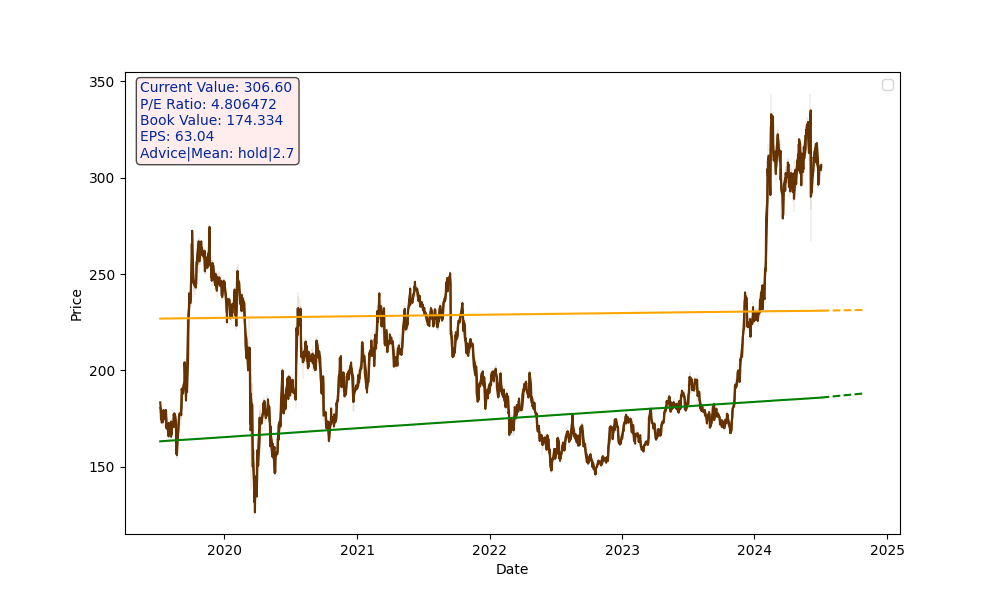 Current Value: 306.60
P/E Ratio: 4.806472
Book Value: 174.334
EPS: 63.04
Advice|Mean: hold|2.7
350
300
250
200
150
Price
2020
2021
2022
2023
2024
2025
Date